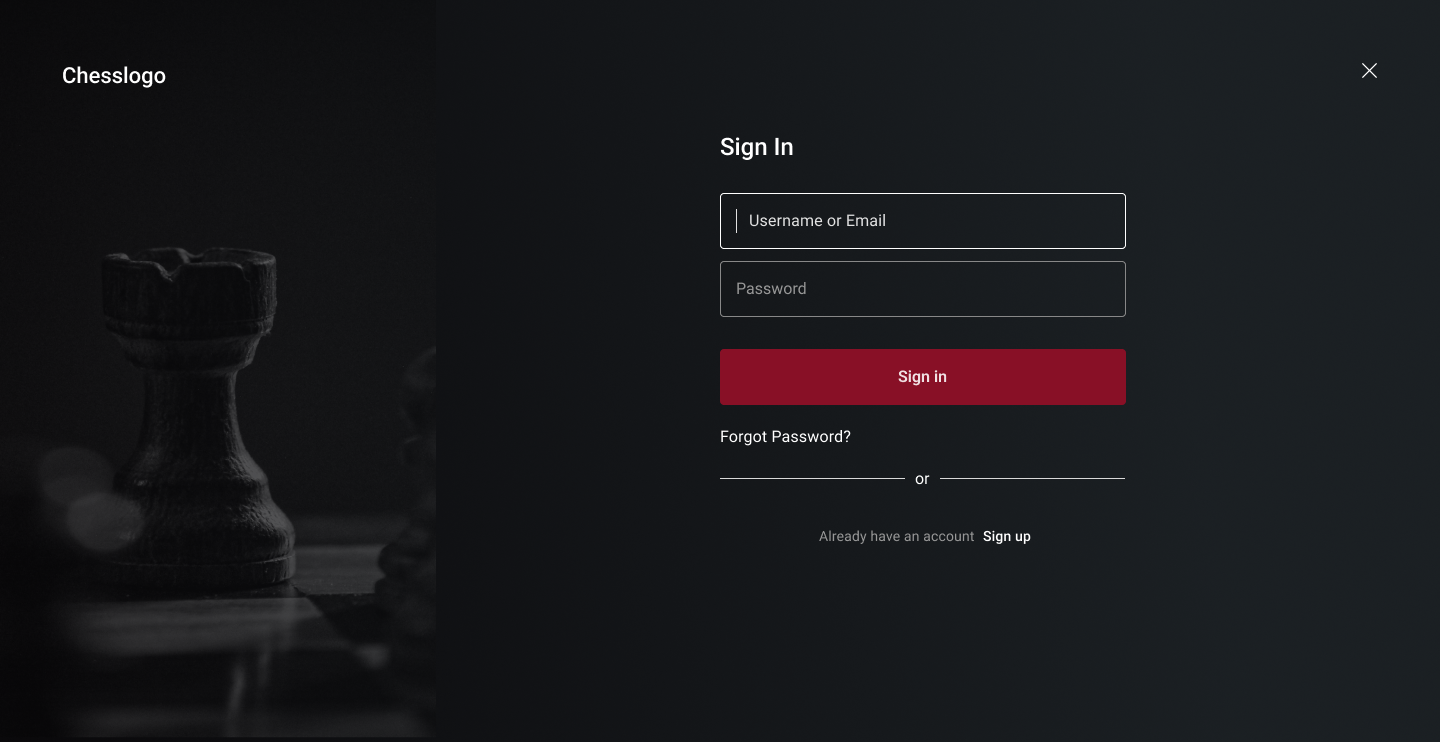 Chesslogo
Sign In
Username or Email
Password
Sign in
Forgot Password?
or
Already have an account Sign up